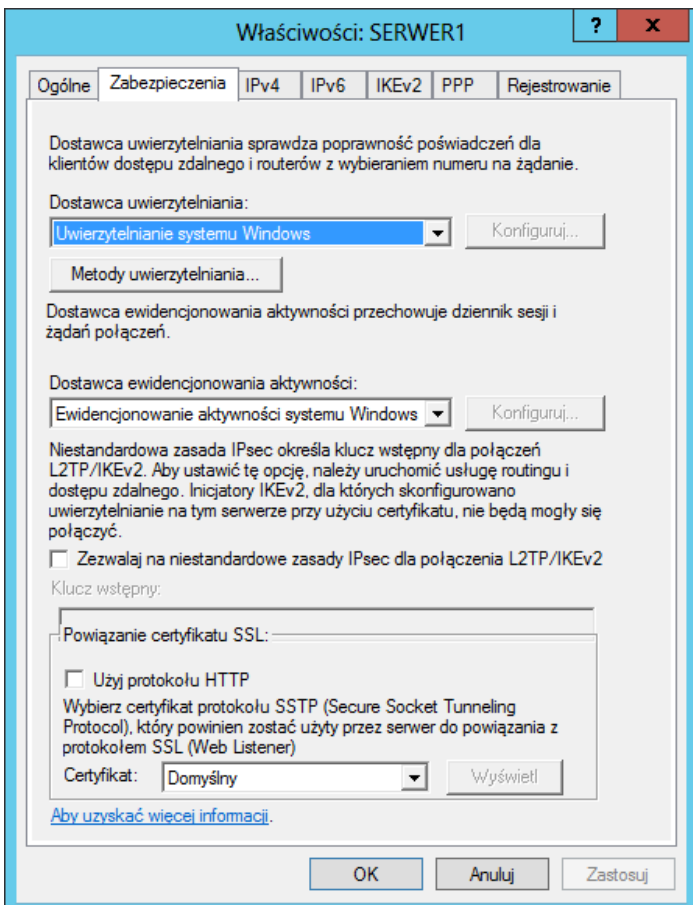 Właściwości: SERWER1
?
x
Ogólne
Zabezpieczenia
IPv4
IPv6
IKEv2
PPP
Rejestrowanie
Dostawca uwierzytelniania sprawdza poprawność poświadczeń dla
klientów dostępu zdalnego i routerów z wybieraniem numeru na żądanie.
Dostawca uwierzytelniania:
Uwierzytelnianie systemu Windows
Konfiguruj...
Metody uwierzytelniania...
Dostawca ewidencjonowania aktywności przechowuje dziennik sesji i
żądań połączeń.
Dostawca ewidencjonowania aktywności:
Ewidencjonowanie aktywności systemu Windows
Konfiguruj...
Niestandardowa zasada IPsec określa klucz wstępny dla połączeń
L2TP/IKEv2. Aby ustawić tę opcję, należy uruchomić usługę routingu i
dostępu zdalnego. Inicjatory IKEv2, dla których skonfigurowano
uwierzytelnianie na tym serwerze przy użyciu certyfikatu, nie będą mogły się
połączyć.
Zezwalaj na niestandardowe zasady IPsec dla połączenia L2TP/IKEv2
Klucz wstępny:
Powiązanie certyfikatu SSL:
Użyj protokołu HTTP
Wybierz certyfikat protokołu SSTP (Secure Socket Tunneling
Protocol), który powinien zostać użyty przez serwer do powiązania z
protokołem SSL (Web Listener)
Certyfikat:
Domyślny
Wyświetl
Aby uzyskać więcej informacji.
OK
Anuluj
Zastosuj